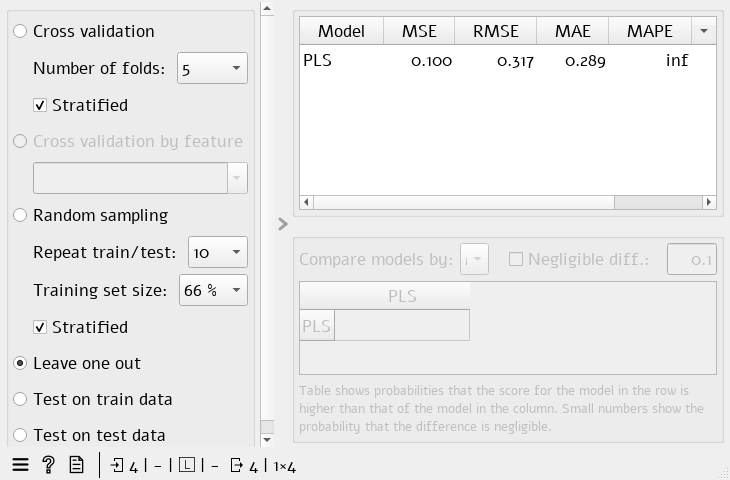 Cross validation
Number of folds: 5
Stratified
Cross validation by feature
Random sampling
Repeat train/test: 10
Training set size: 66 %
Stratified
Leave one out
Test on train data
Test on test data
Model MSE RMSE MAE MAPE
PLS 0.100 0.317 0.289 inf
Compare models by: Negligible diff.: 0.1
PLS
PLS
Table shows probabilities that the score for the model in the row is
higher than that of the model in the column. Small numbers show the
probability that the difference is negligible.
4 | - | L | - 4 | 1×4